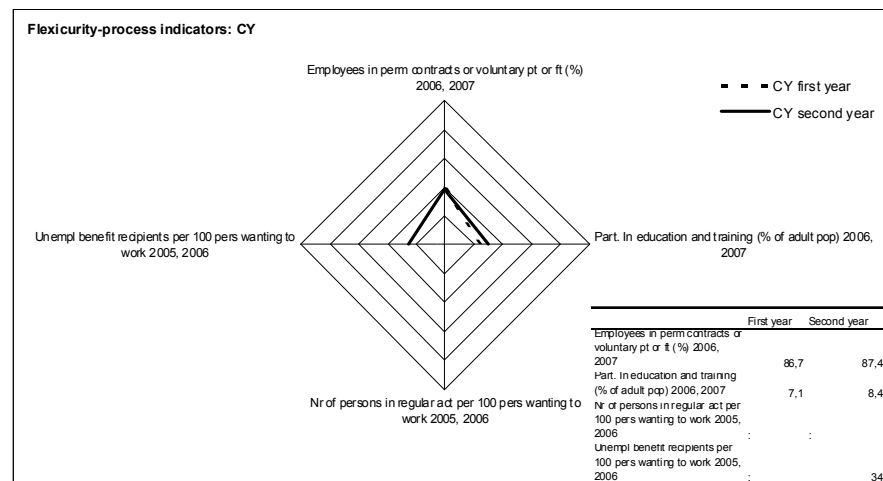 Flexicurity-process indicators: CY
Employees in perm contracts or voluntary pt or ft (%)
2006, 2007
CY first year
CY second year
Unempl benefit recipients per 100 pers wanting to
work 2005, 2006
Part. In education and training (% of adult pop) 2006,
2007
Nr of persons in regular act per 100 pers wanting to
work 2005, 2006
First year Second year
Employees in perm contracts or
voluntary pt or ft (%) 2006,
2007 86,7 87,4
Part. In education and training
(% of adult pop) 2006, 2007 7,1 8,4
Nr of persons in regular act per
100 pers wanting to work 2005,
2006 : :
Unempl benefit recipients per
100 pers wanting to work 2005,
2006 : 34